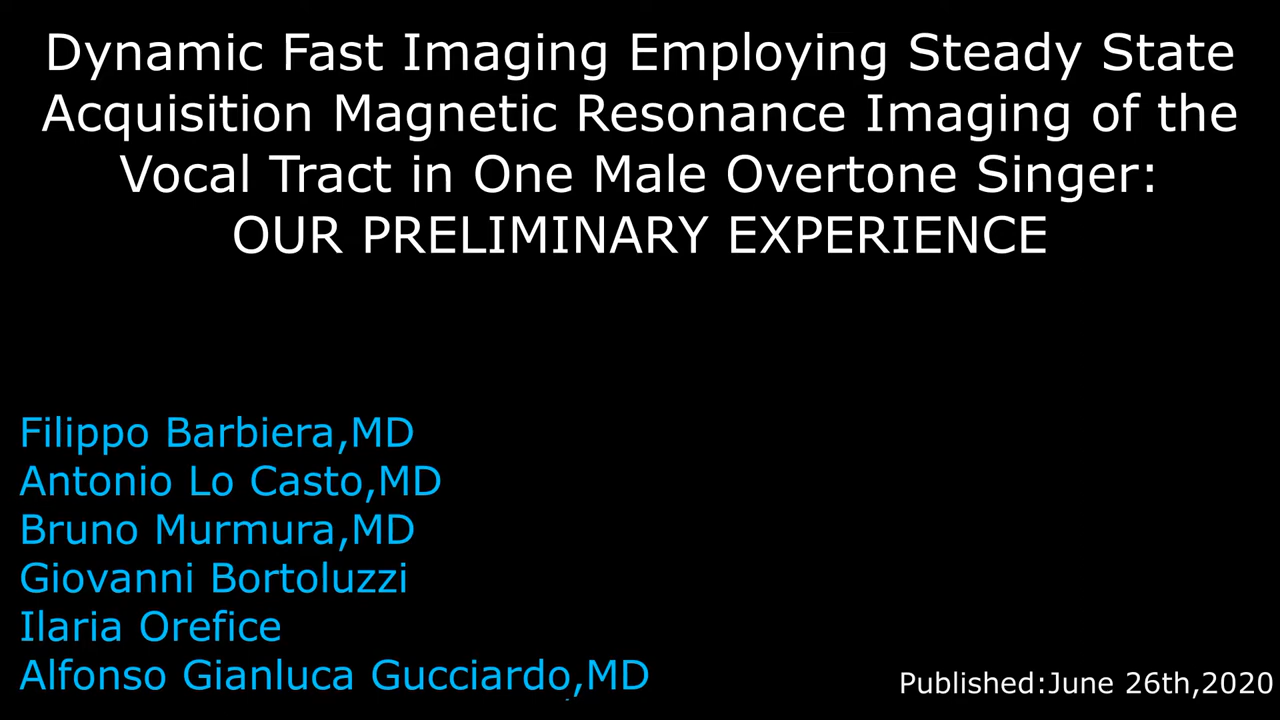 Dynamic Fast Imaging Employing Steady State
Acquisition Magnetic Resonance Imaging of the
Vocal Tract in One Male Overtone Singer:
OUR PRELIMINARY EXPERIENCE
Filippo Barbiera,MD
Antonio Lo Casto,MD
Bruno Murmura,MD
Giovanni Bortoluzzi
Ilaria Orefice
Alfonso Gianluca Gucciardo,MD
Published:June 26th,2020